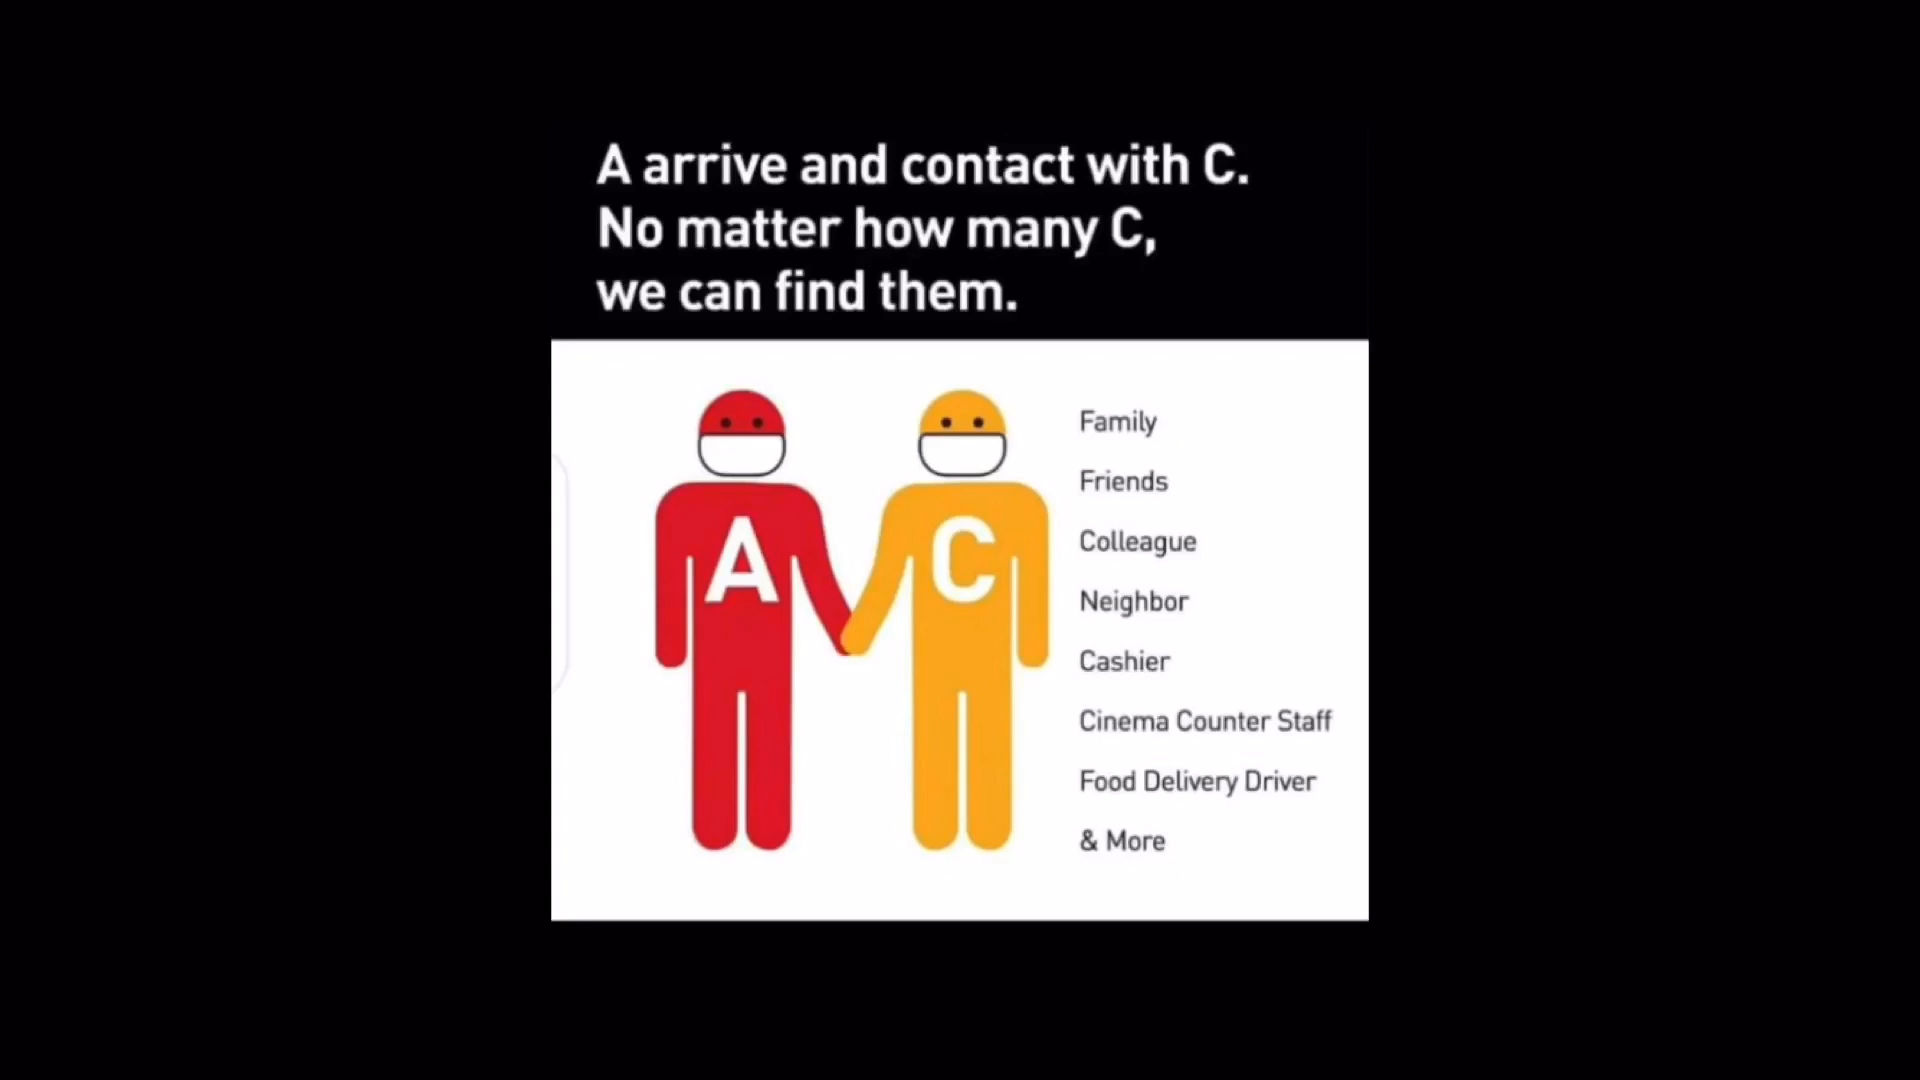 A arrive and contact with C.
No matter how many C,
we can find them.
A
C
Family
Friends
Colleague
Neighbor
Cashier
Cinema Counter Staff
Food Delivery Driver
& More